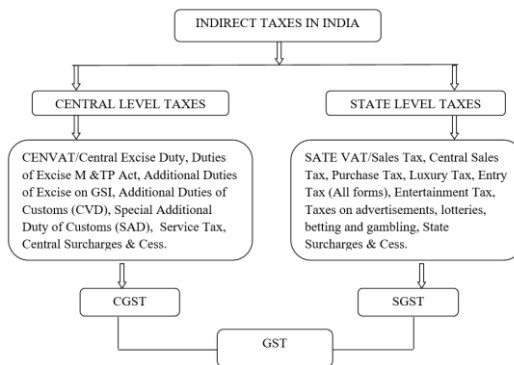 INDIRECT TAXES IN INDIA
CENTRAL LEVEL TAXES
STATE LEVEL TAXES
CENVAT/Central Excise Duty, Duties
of Excise M &TP Act, Additional Duties
of Excise on GSI, Additional Duties of
Customs (CVD), Special Additional
Duty of Customs (SAD), Service Tax,
Central Surcharges & Cess.
SATE VAT/Sales Tax, Central Sales
Tax, Purchase Tax, Luxury Tax, Entry
Tax (All forms), Entertainment Tax,
Taxes on advertisements, lotteries,
betting and gambling, State
Surcharges & Cess.
CGST
SGST
GST